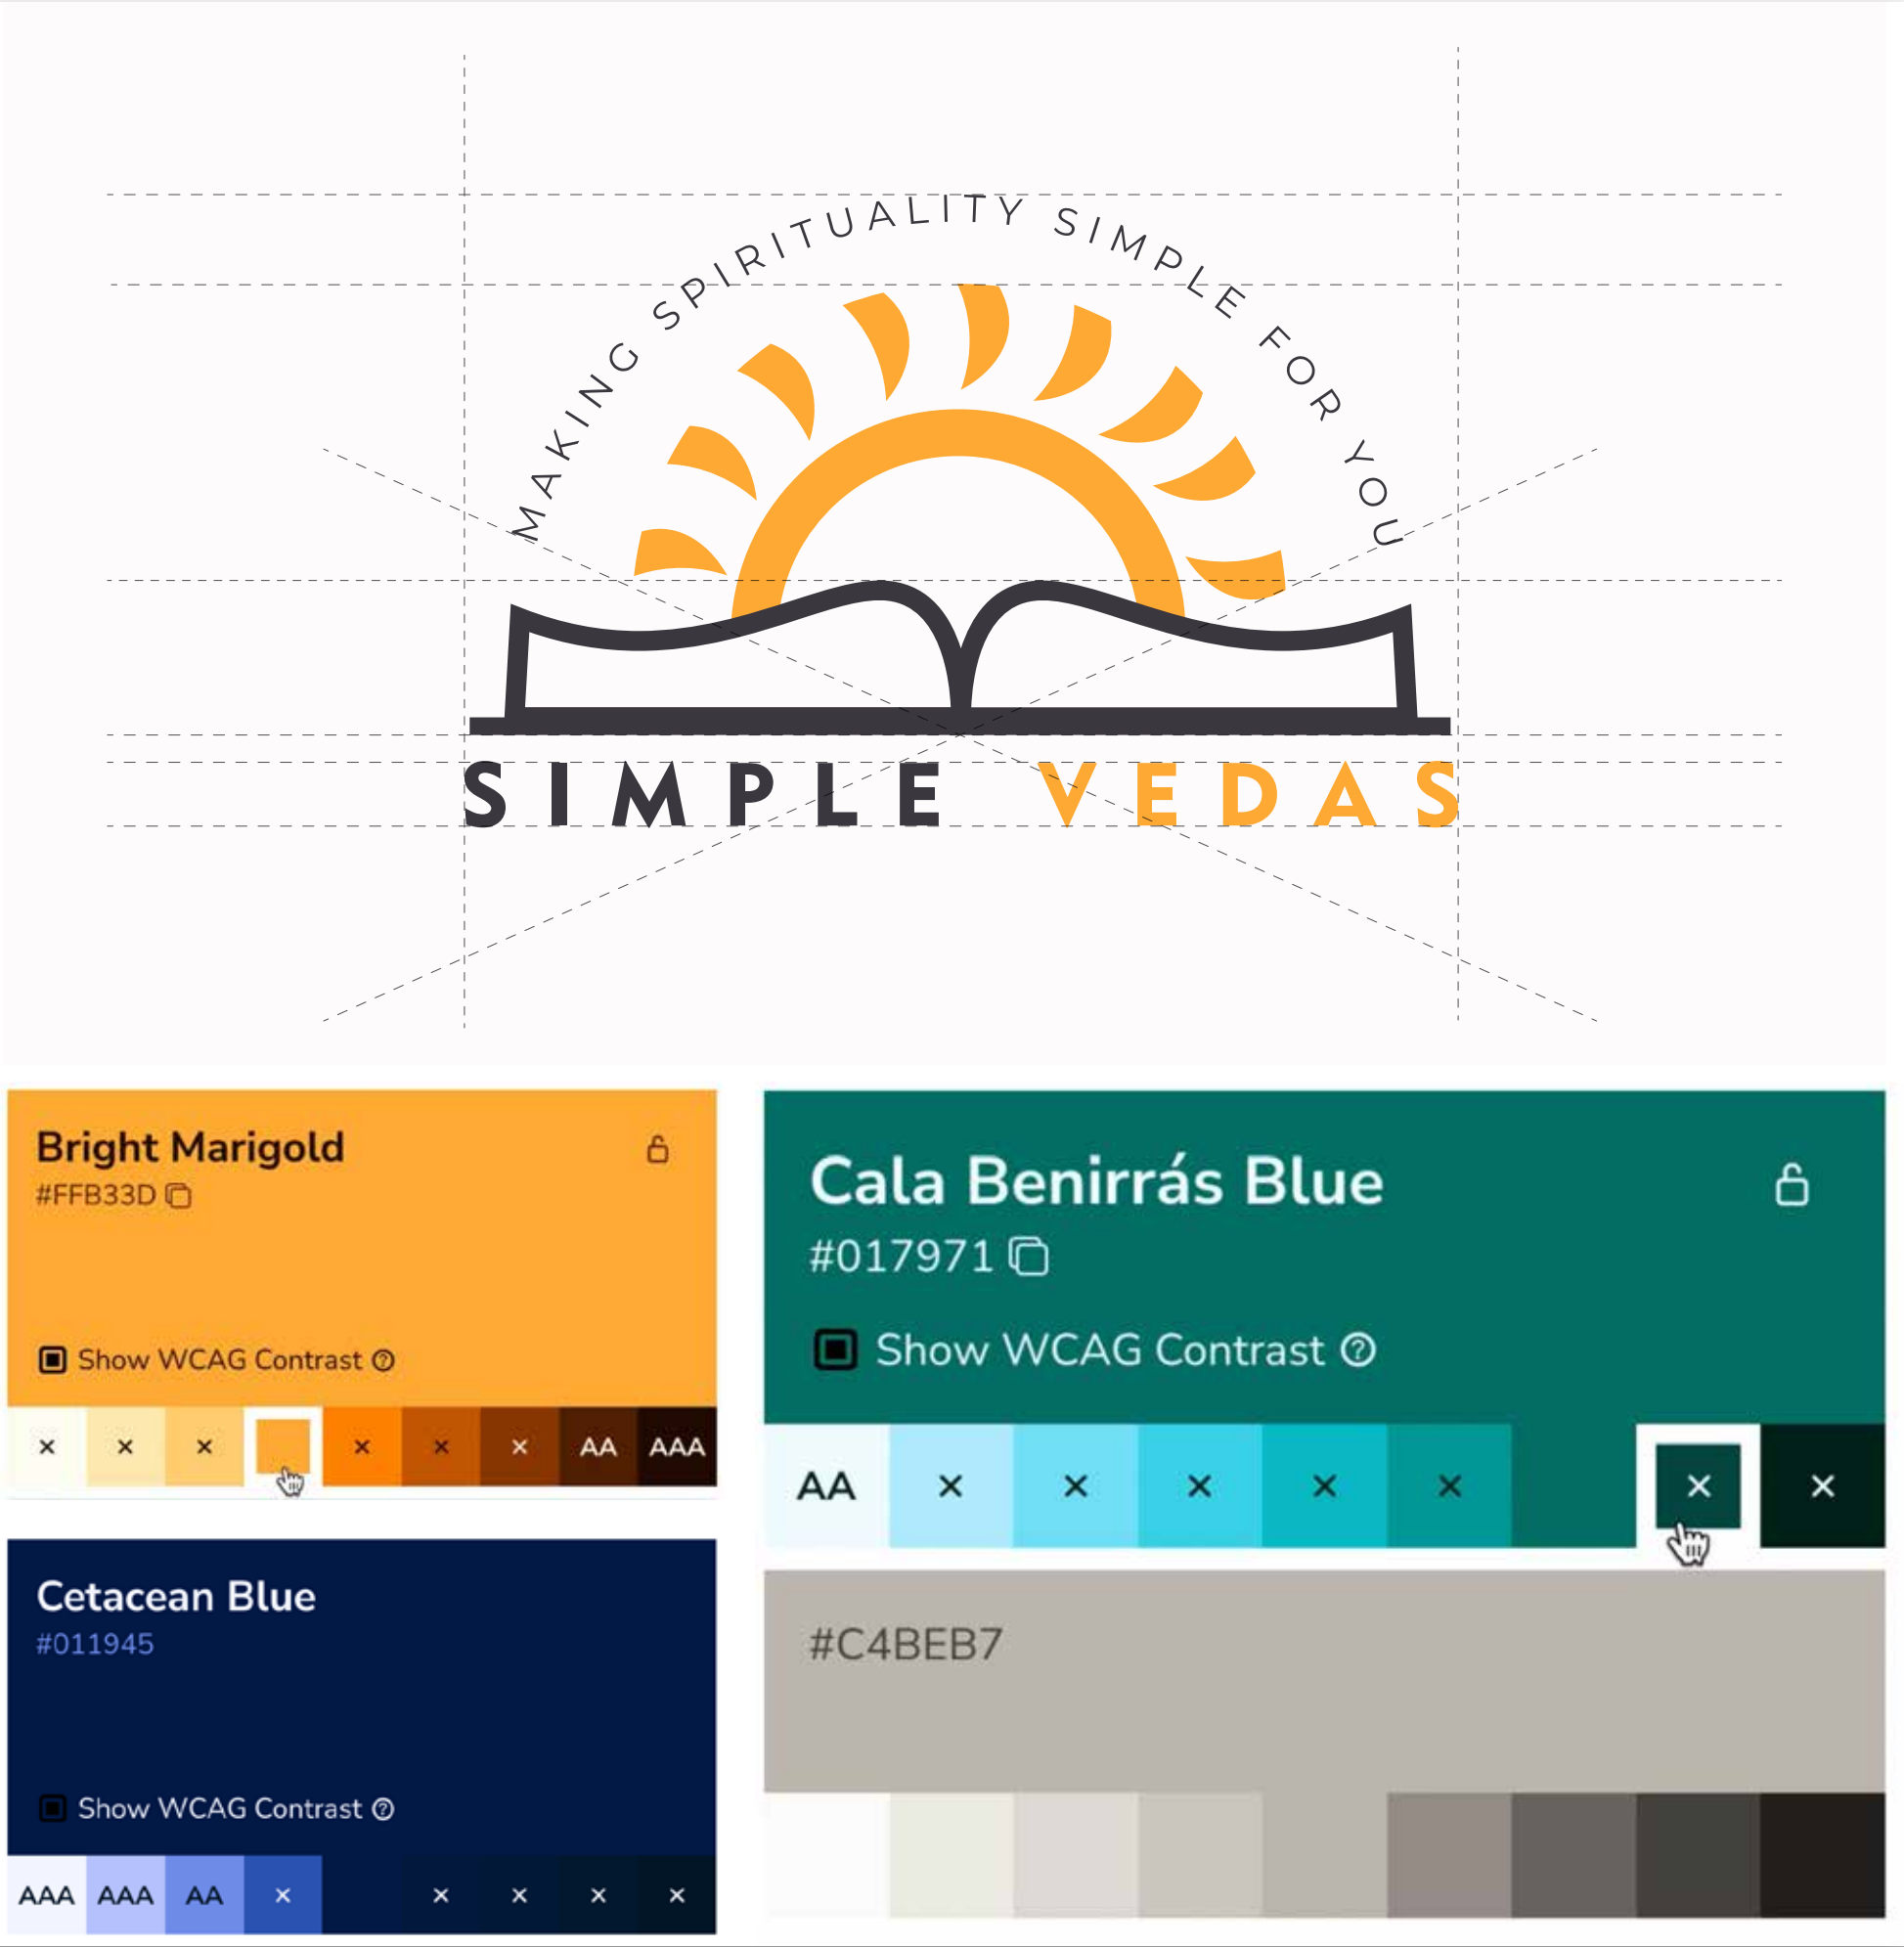 MAKING SPIRITUALITY SIMPLE FOR YOU
SIMPLE VEDAS
Bright Marigold
#FFB33D
Show WCAG Contrast
× × × × × × AA AAA
Cetacean Blue
#011945
Show WCAG Contrast
AAA AAA AA × × × × ×
Cala Benirrás Blue
#017971
Show WCAG Contrast
AA × × × × × × ×
#C4BEB7